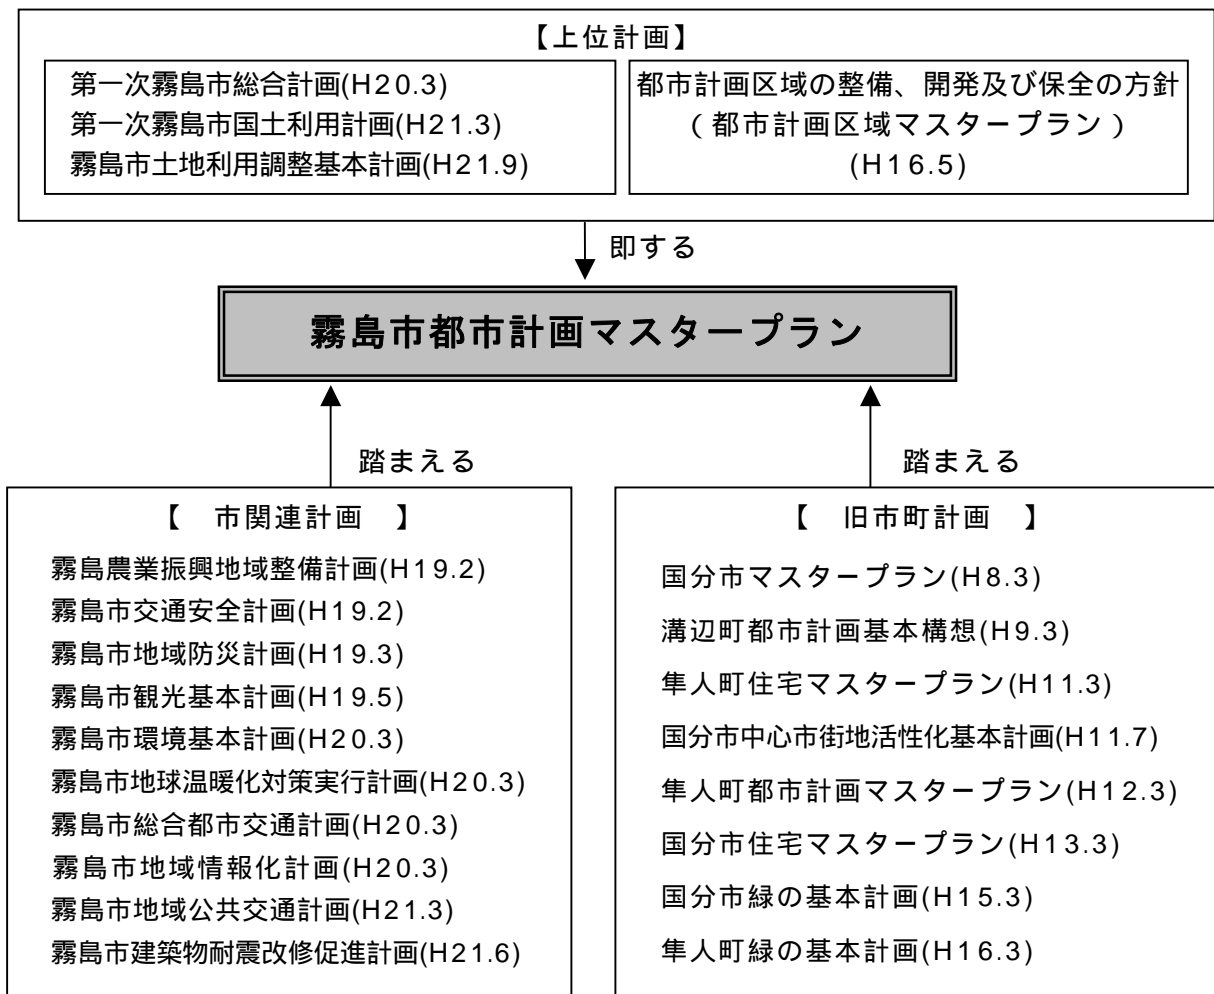 【上位計画】
第一次霧島市総合計画(H20.3)
第一次霧島市国土利用計画(H21.3)
霧島市土地利用調整基本計画(H21.9)
都市計画区域の整備、開発及び保全の方針
（都市計画区域マスタープラン）
(H16.5)
即する
霧島市都市計画マスタープラン
踏まえる
踏まえる
【　市関連計画　】
霧島農業振興地域整備計画(H19.2)
霧島市交通安全計画(H19.2)
霧島市地域防災計画(H19.3)
霧島市観光基本計画(H19.5)
霧島市環境基本計画(H20.3)
霧島市地球温暖化対策実行計画(H20.3)
霧島市総合都市交通計画(H20.3)
霧島市地域情報化計画(H20.3)
霧島市地域公共交通計画(H21.3)
霧島市建築物耐震改修促進計画(H21.6)
【　旧市町計画　】
国分市マスタープラン(H8.3)
溝辺町都市計画基本構想(H9.3)
隼人町住宅マスタープラン(H11.3)
国分市中心市街地活性化基本計画(H11.7)
隼人町都市計画マスタープラン(H12.3)
国分市住宅マスタープラン(H13.3)
国分市緑の基本計画(H15.3)
隼人町緑の基本計画(H16.3)